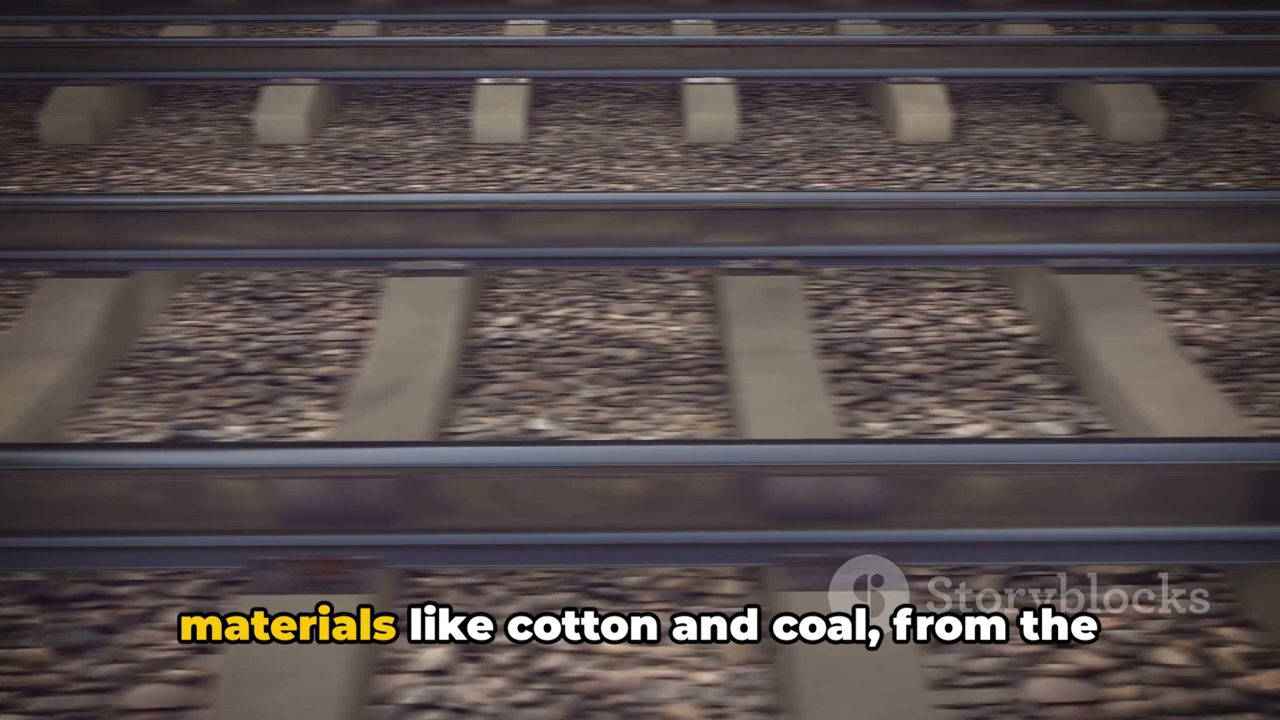 Storyblocks
materials like cotton and coal, from the